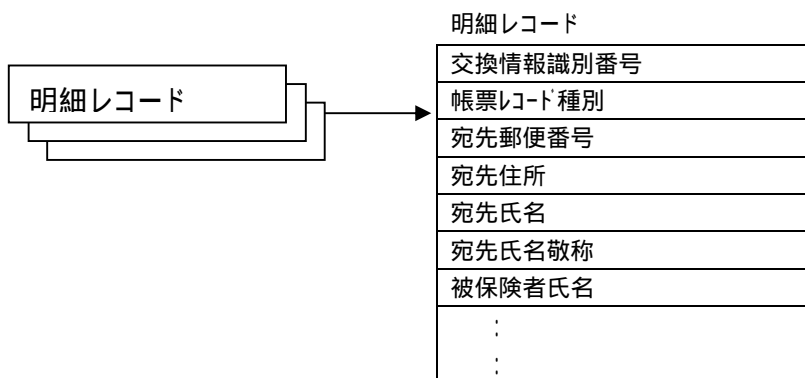 明細レコード
明細レコード
交換情報識別番号
帳票ﾚｺｰﾄﾞ種別
宛先郵便番号
宛先住所
宛先氏名
宛先氏名敬称
被保険者氏名
:
: